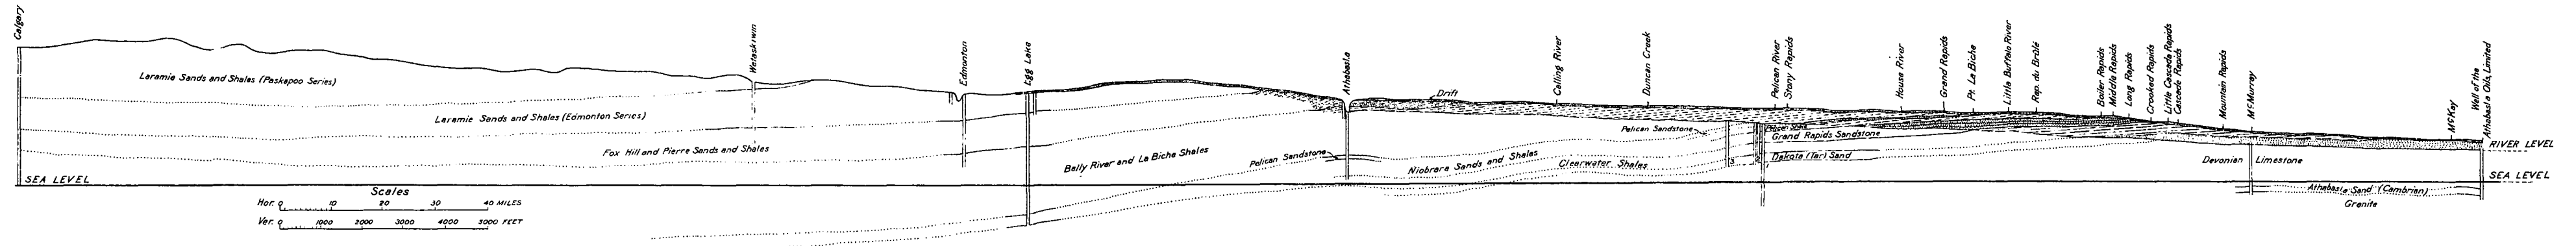 Calgary
Wetaskiwin
Edmonton
Egg Lake
Athabasca
Calling River
Duncan Creek
Pelican River
Stony Rapids
House River
Grand Rapids
Pt. La Biche
Little Buffalo River
Rap. du Brûlé
Boiler Rapids
Middle Rapids
Long Rapids
Crooked Rapids
Little Cascade Rapids
Cascade Rapids
Mountain Rapids
McMurray
McKay
Well of the
Athabasca Oils, Limited
Drift
Laramie Sands and Shales (Paskapoo Series)
Laramie Sands and Shales (Edmonton Series)
Fox Hill and Pierre Sands and Shales
Belly River and La Biche Shales
Pelican Sandstone
Niobrara Sands and Shales
Clearwater Shales
Pelican Sandstone
Grand Rapids Sandstone
Dakota (Tar) Sand
Devonian Limestone
RIVER LEVEL
SEA LEVEL
SEA LEVEL
Athabasca Sand (Cambrian)
Granite
Scales
Hor. 0 10 20 30 40 MILES
Ver. 0 1000 2000 3000 4000 5000 FEET